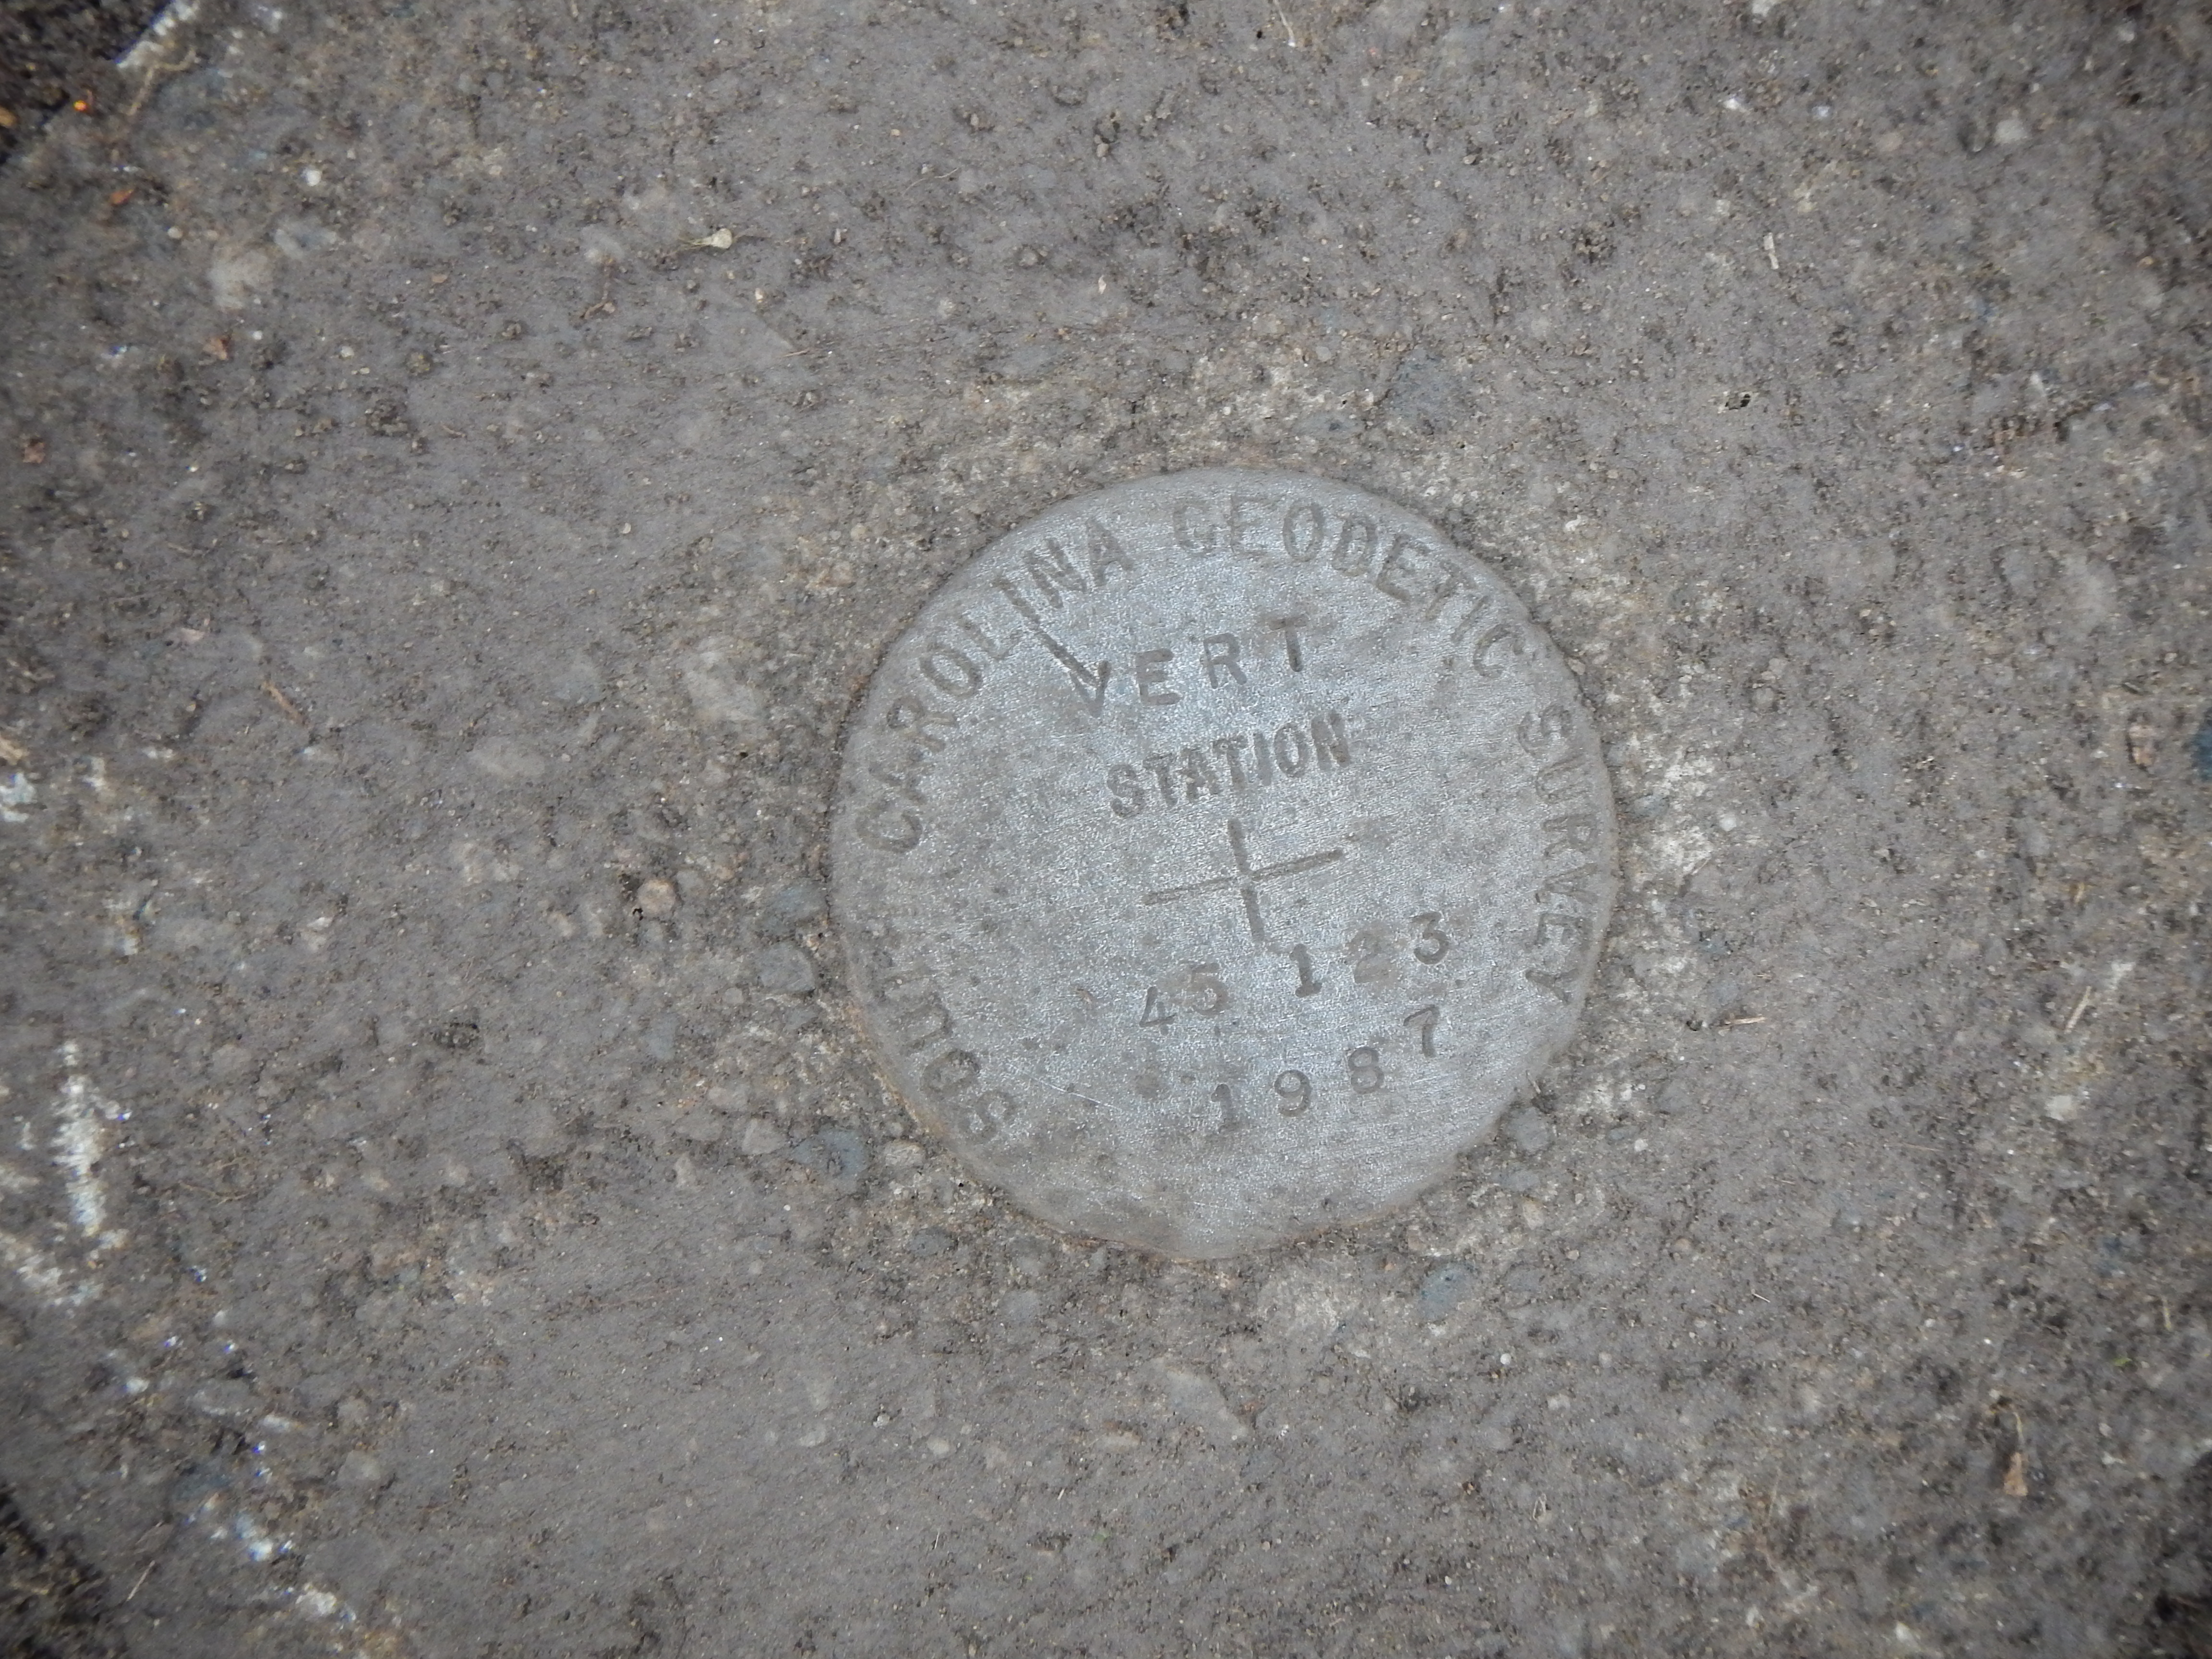 SOUTH CAROLINA GEODETIC SURVEY
VERT
STATION
45 123
1987